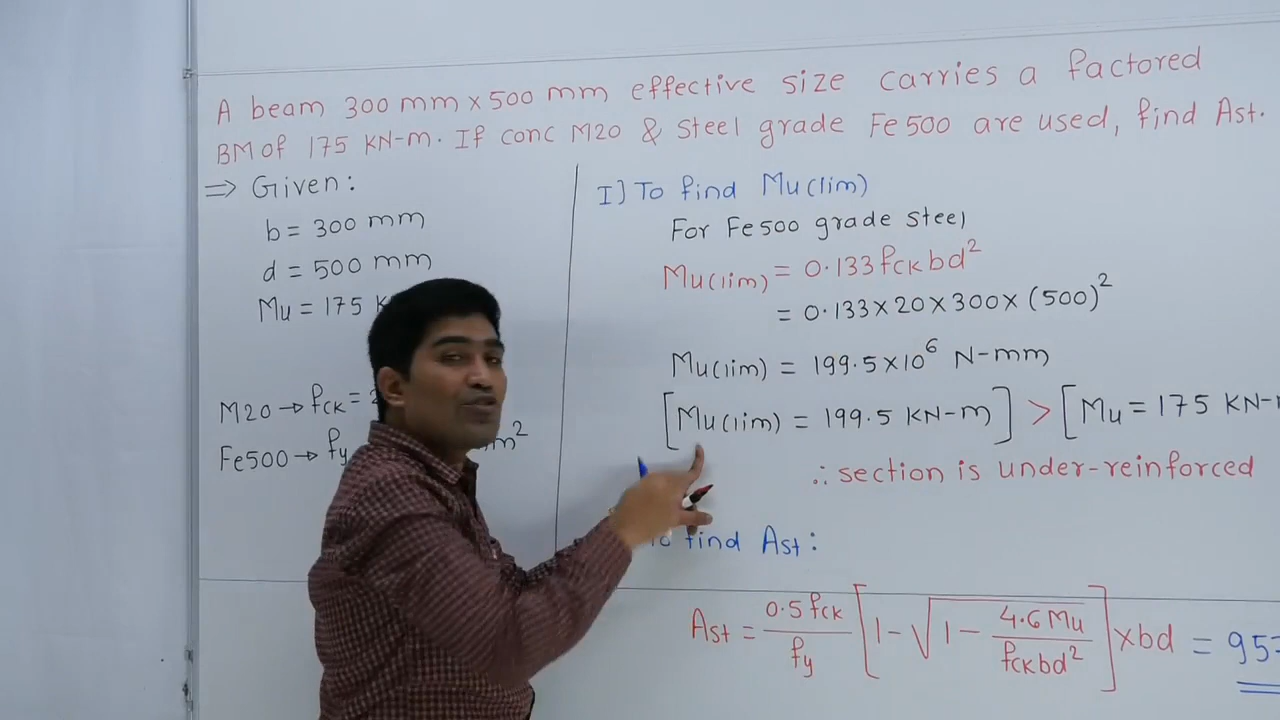 A beam 300 mm x 500 mm effective size carries a factored
BM of 175 KN-m. If conc M20 & steel grade Fe500 are used, find Ast.
⇒ Given:
b = 300 mm
d = 500 mm
Mu = 175 K
M20 → fck =
Fe500 → fy m²
I] To find Mu(lim)
For Fe500 grade steel
Mu(lim) = 0.133 fck bd²
= 0.133 x 20 x 300 x (500)²
Mu(lim) = 199.5 x 10⁶ N-mm
[Mu(lim) = 199.5 KN-m] > [Mu = 175 KN-
∴ section is under-reinforced
To find Ast:
Ast = 0.5 fck / fy [1 - √(1 - 4.6 Mu / fck bd²)] x bd = 957